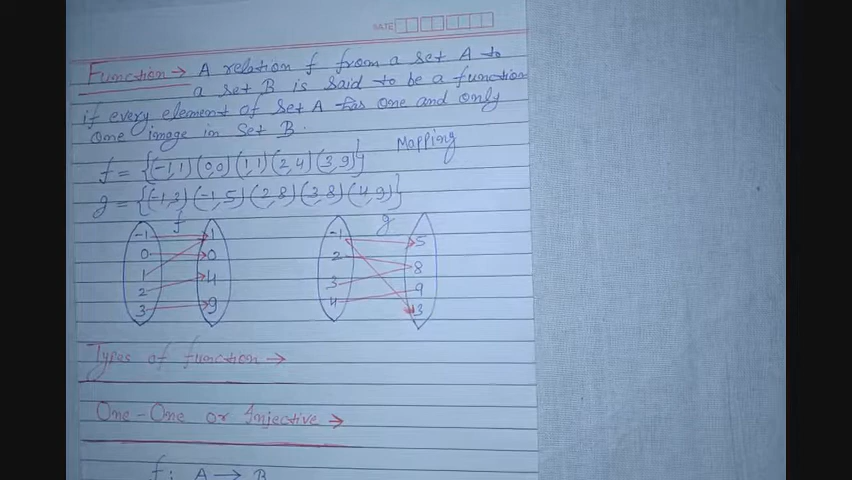 DATE
Function → A relation f from a set A to
a set B is said to be a function
if every element of set A has one and only
one image in set B.
f = {(-1,1)(0,0)(1,1)(2,4)(3,9)}
Mapping
g = {(-1,3)(-1,5)(2,8)(3,8)(4,9)}
f
g
-1 1
0 0
1 4
2 9
3
-1 5
2 8
3 9
4 3
Types of function →
One-One or Injective →
f: A → B